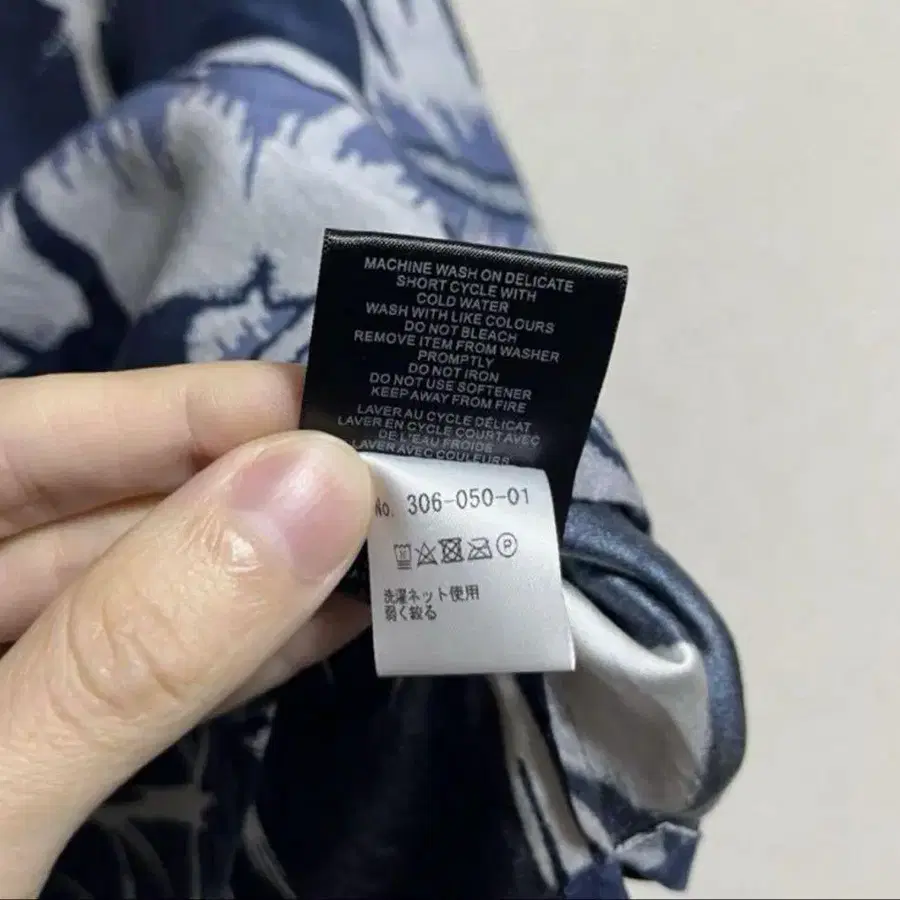 MACHINE WASH ON DELICATE
SHORT CYCLE WITH
COLD WATER
WASH WITH LIKE COLOURS
DO NOT BLEACH
REMOVE ITEM FROM WASHER
PROMPTLY
DO NOT IRON
DO NOT USE SOFTENER
KEEP AWAY FROM FIRE
LAVER AU CYCLE DÉLICAT
LAVER EN CYCLE COURT AVEC
DE L'EAU FROIDE
LAVER AVEC COULEURS
No. 306-050-01
P
洗濯ネット使用
弱く絞る